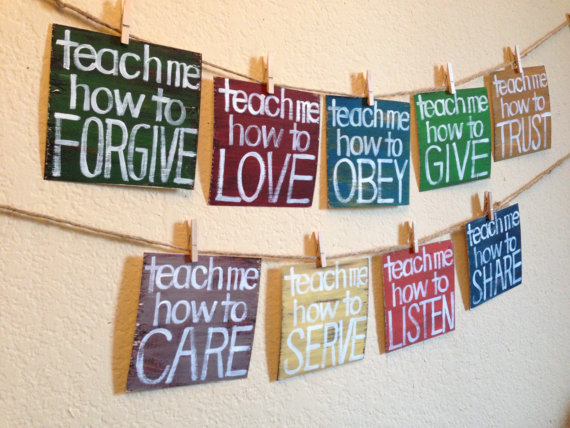 teach me
how to
FORGIVE
teach me
how to
LOVE
teach me
how to
OBEY
teach me
how to
GIVE
teach me
how to
TRUST
teach me
how to
CARE
teach me
how to
SERVE
teach me
how to
LISTEN
teach me
how to
SHARE